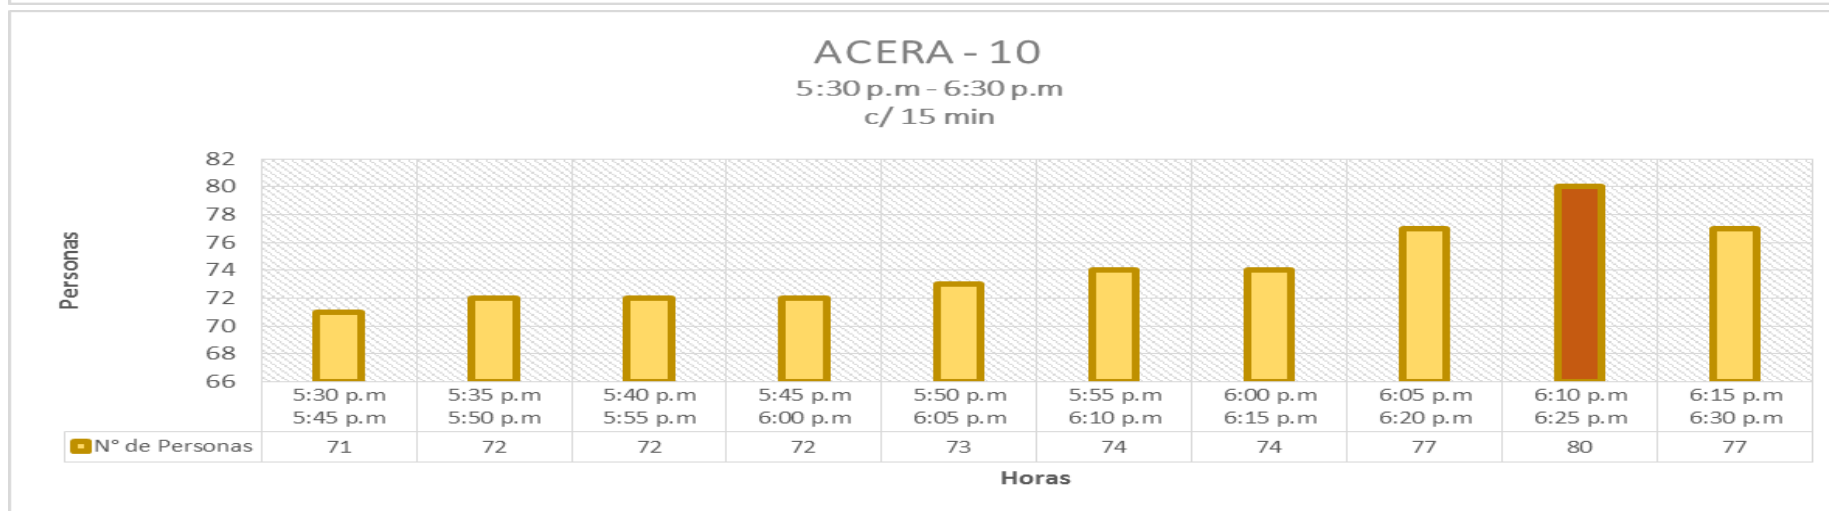 ACERA - 10
5:30 p.m - 6:30 p.m
c/ 15 min
Personas
82
80
78
76
74
72
70
68
66
5:30 p.m 5:35 p.m 5:40 p.m 5:45 p.m 5:50 p.m 5:55 p.m 6:00 p.m 6:05 p.m 6:10 p.m 6:15 p.m
5:45 p.m 5:50 p.m 5:55 p.m 6:00 p.m 6:05 p.m 6:10 p.m 6:15 p.m 6:20 p.m 6:25 p.m 6:30 p.m
N° de Personas 71 72 72 72 73 74 74 77 80 77
Horas